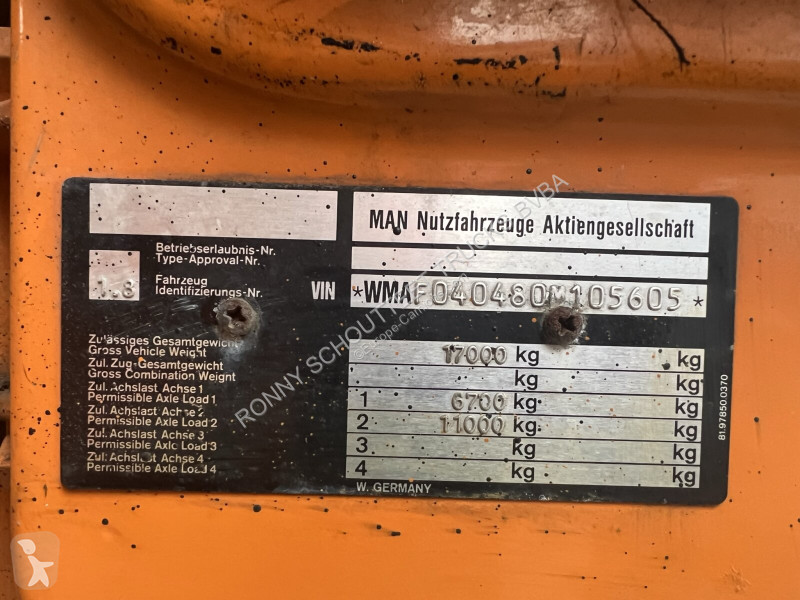 MAN Nutzfahrzeuge Aktiengesellschaft
Betriebserlaubnis-Nr.
Type-Approval-Nr.
1.8
Fahrzeug
Identifizierungs-Nr.
VIN
*WMAF040480M105605*
Zulässiges Gesamtgewicht
Gross Vehicle Weight
17000 kg kg
Zul. Zug-Gesamtgewicht
Gross Combination Weight
kg kg
Zul. Achslast Achse 1
Permissible Axle Load 1
1 6700 kg kg
Zul. Achslast Achse 2
Permissible Axle Load 2
2 11000 kg kg
Zul. Achslast Achse 3
Permissible Axle Load 3
3 kg kg
Zul. Achslast Achse 4
Permissible Axle Load 4
4 kg kg
W. GERMANY
81.97850.0370
RONNY SCHOUTTEET TRUCKS BVBA